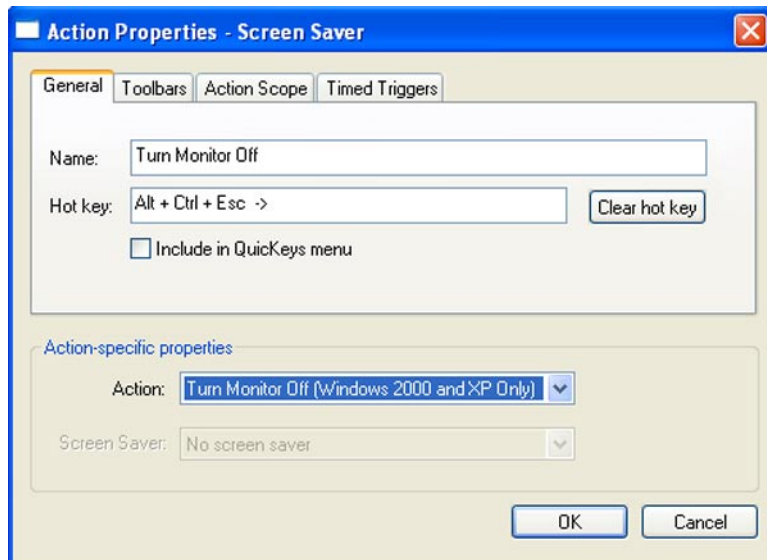 Action Properties - Screen Saver
General Toolbars Action Scope Timed Triggers
Name: Turn Monitor Off
Hot key: Alt + Ctrl + Esc -> Clear hot key
Include in QuicKeys menu
Action-specific properties
Action: Turn Monitor Off (Windows 2000 and XP Only)
Screen Saver: No screen saver
OK Cancel